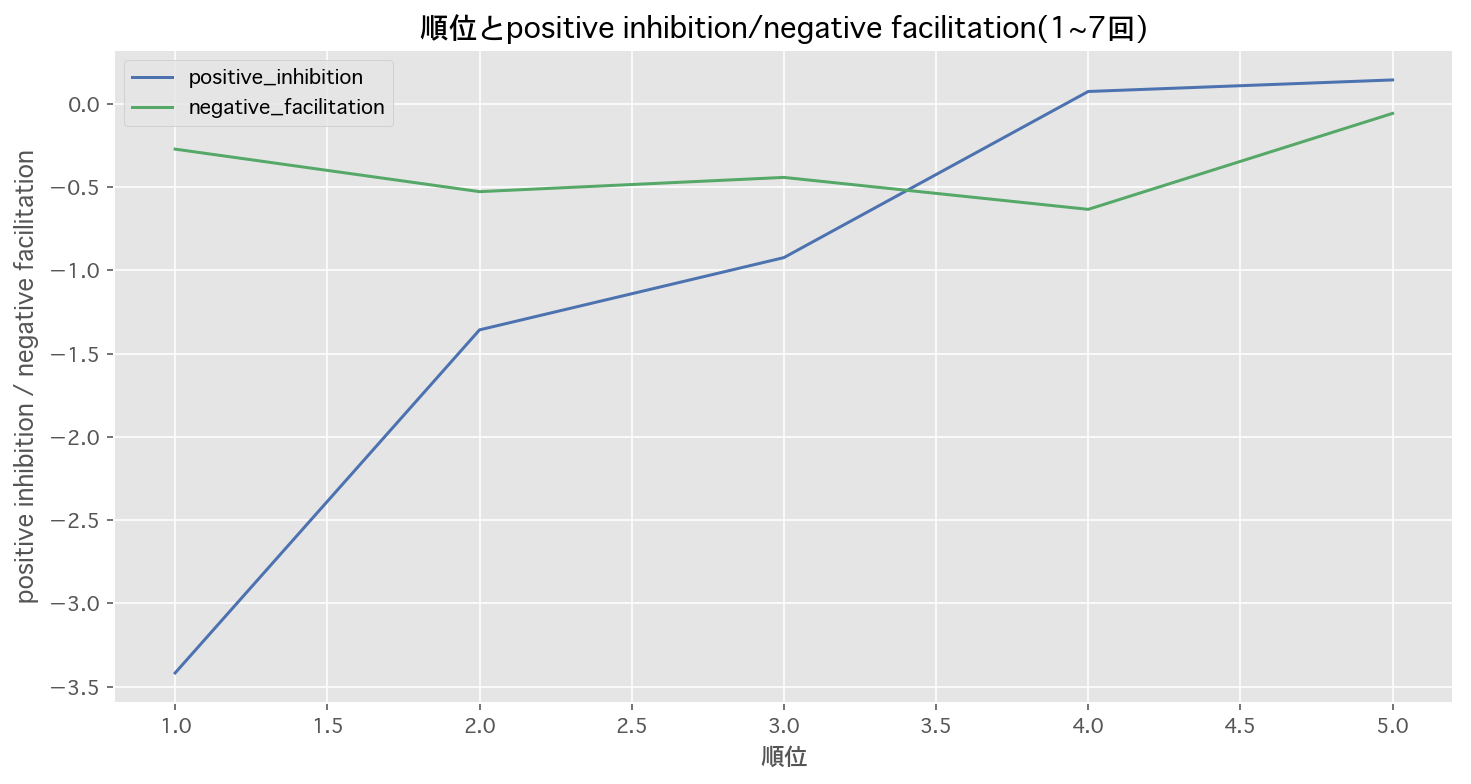 順位とpositive inhibition/negative facilitation(1~7回)
positive_inhibition
negative_facilitation
positive inhibition / negative facilitation
0.0
−0.5
−1.0
−1.5
−2.0
−2.5
−3.0
−3.5
1.0 1.5 2.0 2.5 3.0 3.5 4.0 4.5 5.0
順位